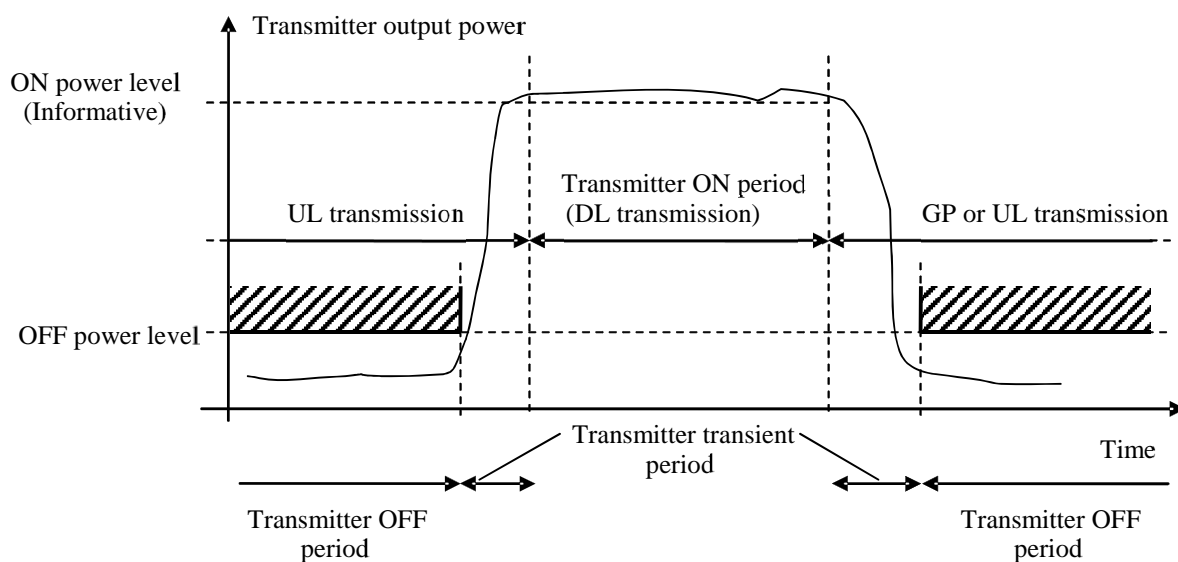 Transmitter output power
ON power level
(Informative)
Transmitter ON period
(DL transmission)
UL transmission
GP or UL transmission
OFF power level
Transmitter transient
period
Time
Transmitter OFF
period
Transmitter OFF
period